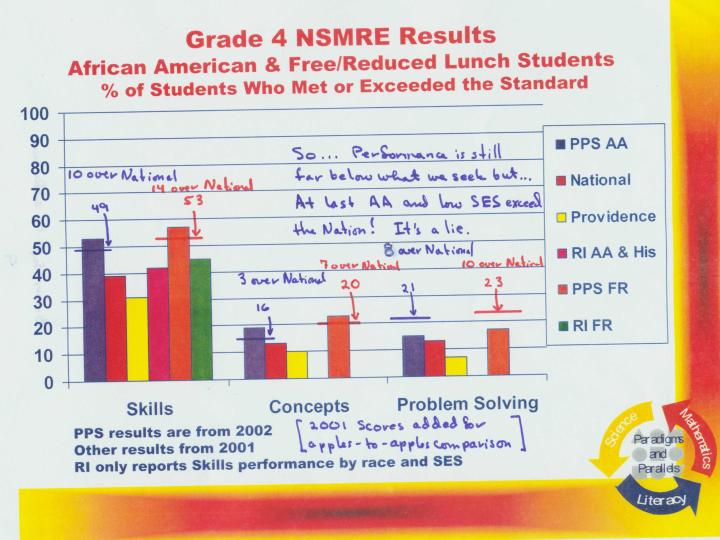 Grade 4 NSMRE Results
African American & Free/Reduced Lunch Students
% of Students Who Met or Exceeded the Standard
100
90
80
70
60
50
40
30
20
10
0
10 over National
49
14 over National
53
So... Performance is still
far below what we seek but...
At last AA and low SES exceed
the Nation! It's a lie.
3 over National
16
7 over National
20
8 over National
21
10 over National
23
PPS AA
National
Providence
RI AA & His
PPS FR
RI FR
Skills
Concepts
Problem Solving
PPS results are from 2002
Other results from 2001
RI only reports Skills performance by race and SES
[2001 Scores added for
apples-to-apples comparison]
Science
Mathematics
Literacy
Paradigms
and
Parallels